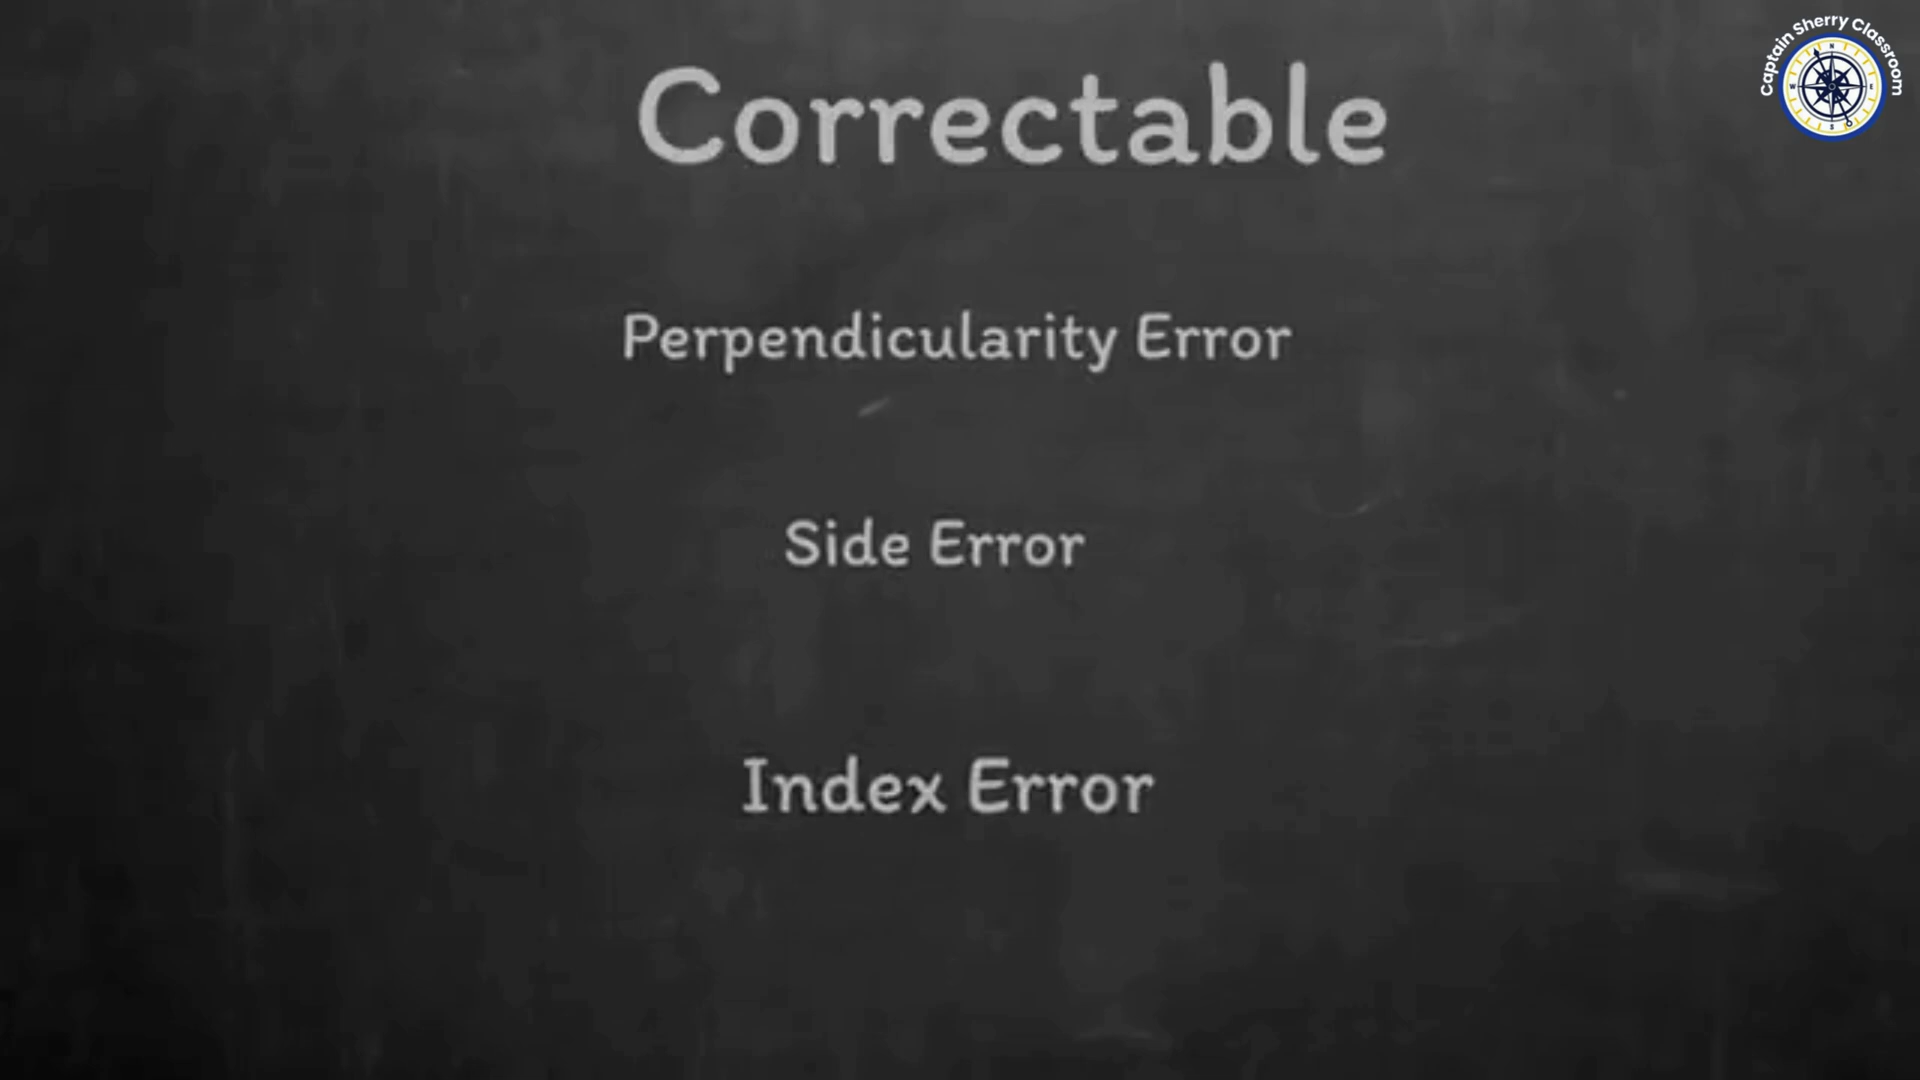 Captain Sherry Classroom
Correctable
Perpendicularity Error
Side Error
Index Error